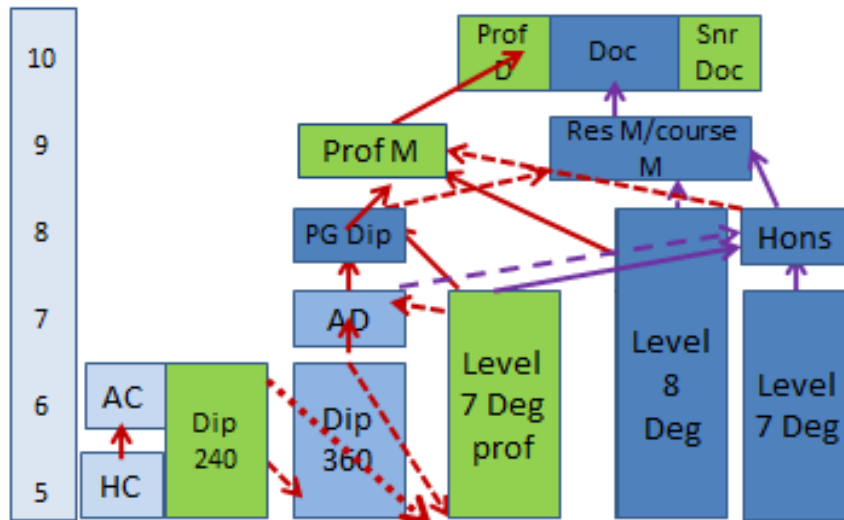 10
Prof
D
Doc
Snr
Doc
9
Prof M
Res M/course
M
8
PG Dip
Hons
7
AD
Level
7 Deg
prof
Level
8
Deg
Level
7 Deg
6
AC
Dip
240
Dip
360
5
HC